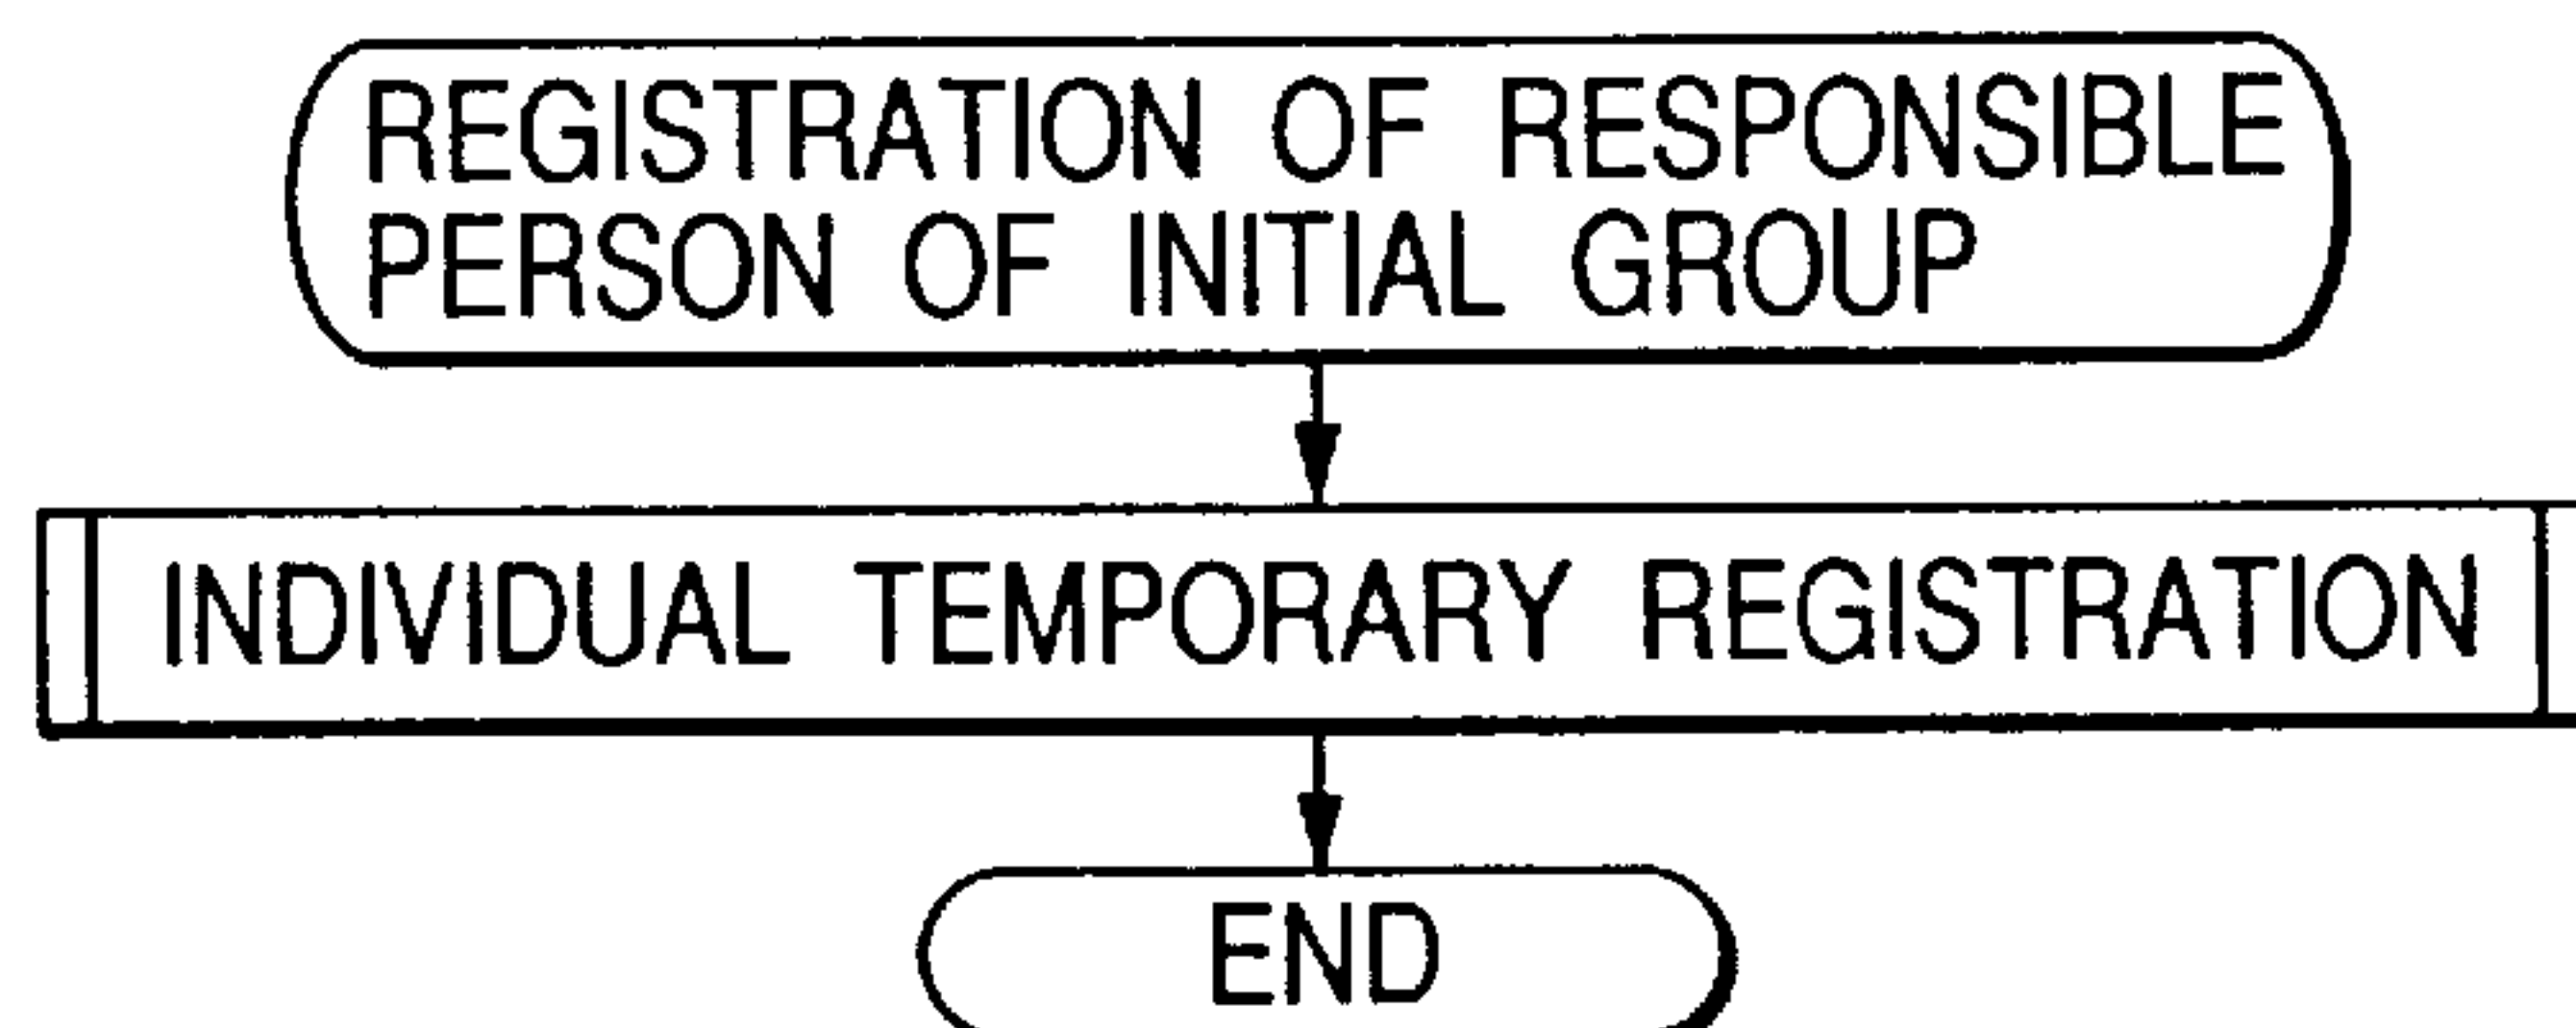 REGISTRATION OF RESPONSIBLE
PERSON OF INITIAL GROUP
INDIVIDUAL TEMPORARY REGISTRATION
END